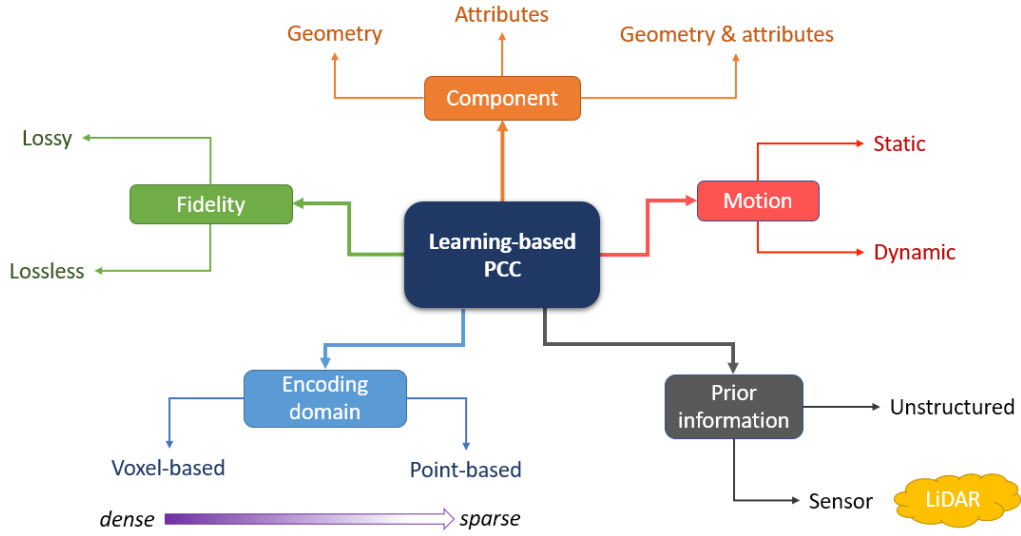 Attributes
Geometry
Geometry & attributes
Component
Lossy
Static
Fidelity
Motion
Learning-based
PCC
Lossless
Dynamic
Encoding
domain
Prior
information
Unstructured
Voxel-based
Point-based
Sensor
LiDAR
dense
sparse